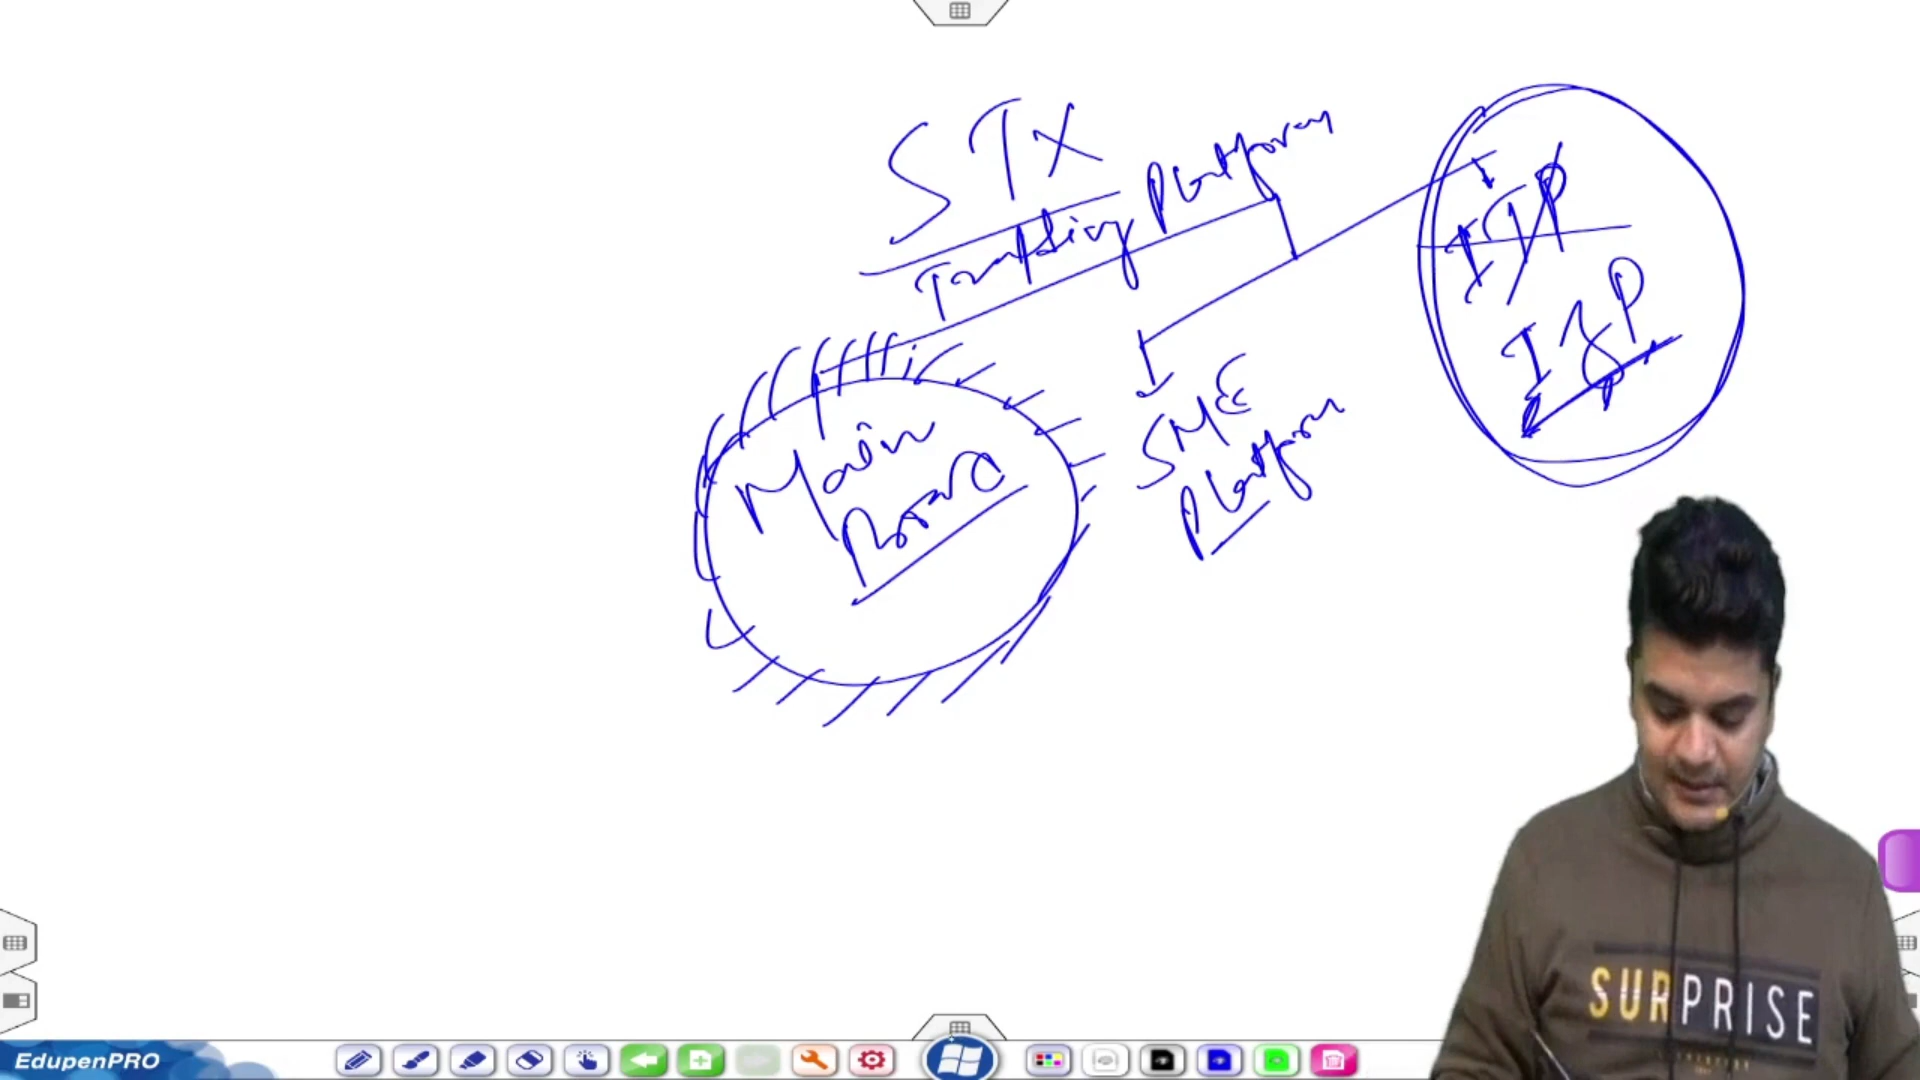 STX
Trading Platform
ITP
IGP
Main
Board
SME
Platform
SURPRISE
EdupenPRO